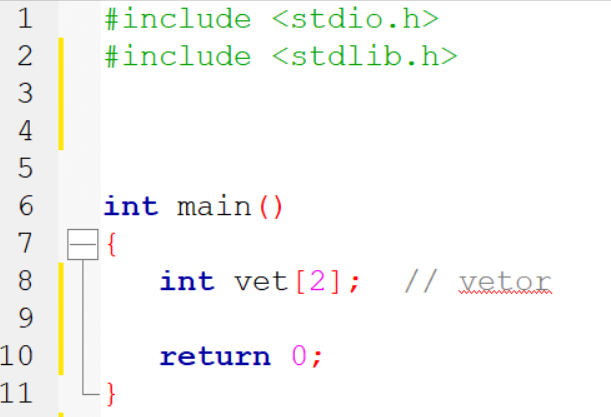 1 #include <stdio.h>
2 #include <stdlib.h>
3
4
5
6 int main()
7 {
8 int vet[2]; // vetor
9
10 return 0;
11 }